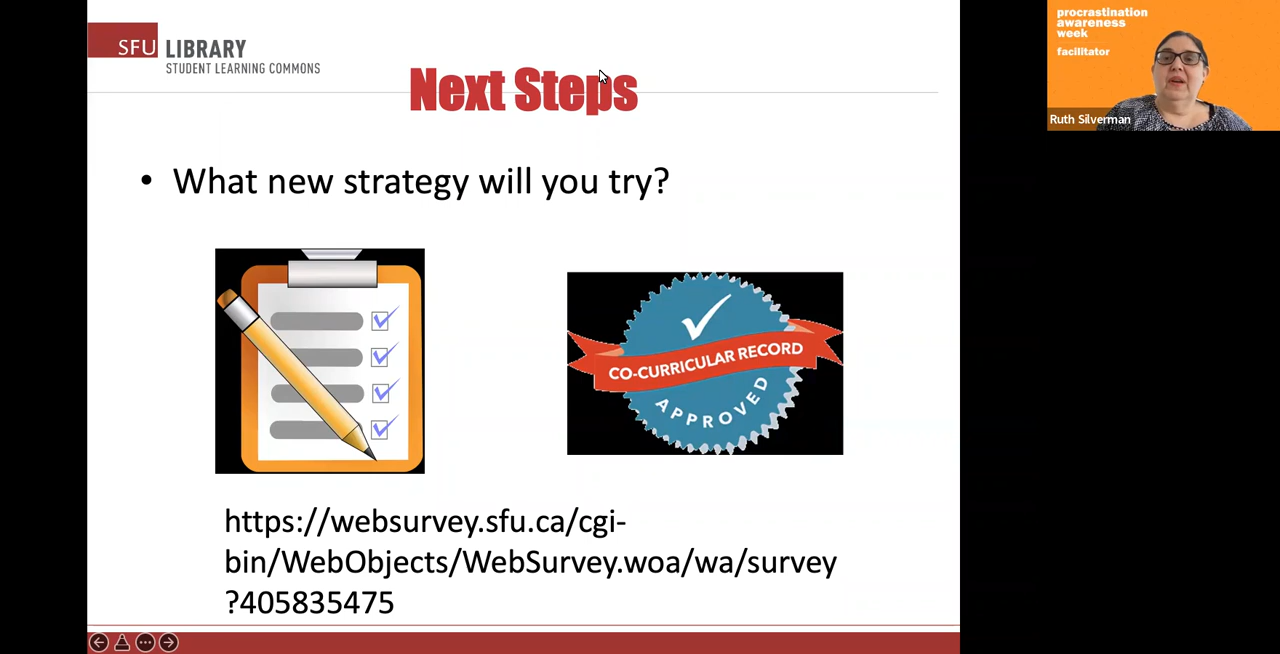 SFU LIBRARY
STUDENT LEARNING COMMONS
Next Steps
• What new strategy will you try?
CO-CURRICULAR RECORD
APPROVED
https://websurvey.sfu.ca/cgi-
bin/WebObjects/WebSurvey.woa/wa/survey
?405835475
procrastination
awareness
week
facilitator
Ruth Silverman